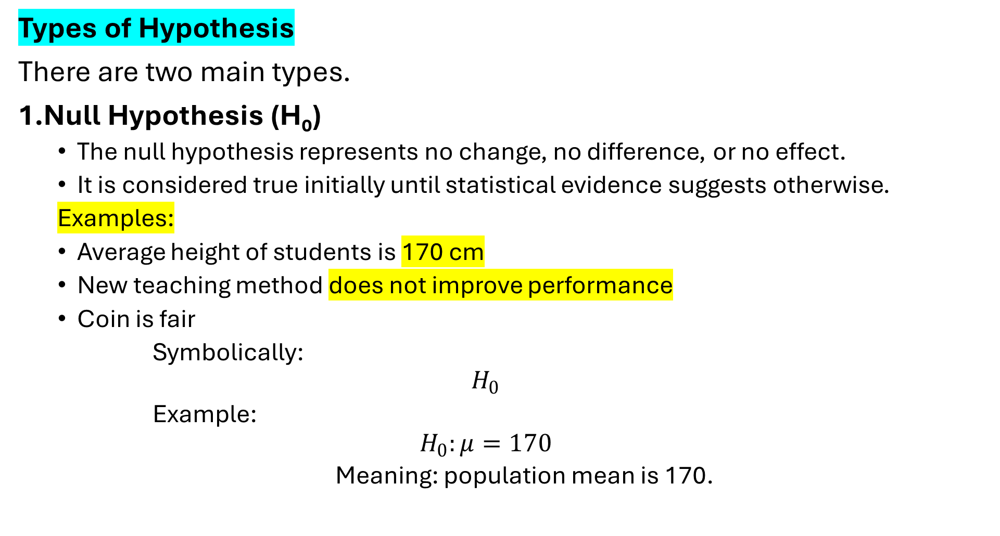 Types of Hypothesis
There are two main types.
1.Null Hypothesis (H₀)
• The null hypothesis represents no change, no difference, or no effect.
• It is considered true initially until statistical evidence suggests otherwise.
Examples:
• Average height of students is 170 cm
• New teaching method does not improve performance
• Coin is fair
Symbolically:
H₀
Example:
H₀: μ = 170
Meaning: population mean is 170.